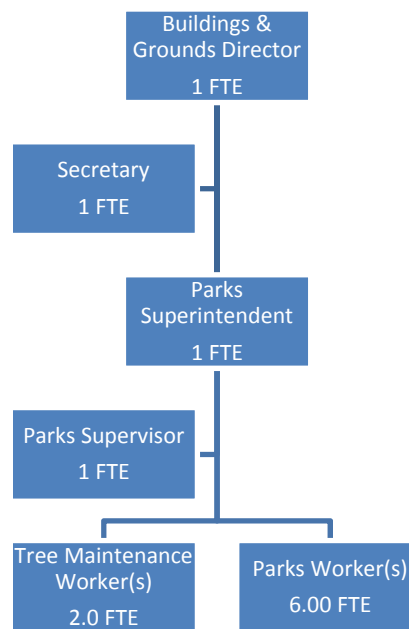 Buildings &
Grounds Director
1 FTE
Secretary
1 FTE
Parks
Superintendent
1 FTE
Parks Supervisor
1 FTE
Tree Maintenance
Worker(s)
2.0 FTE
Parks Worker(s)
6.00 FTE